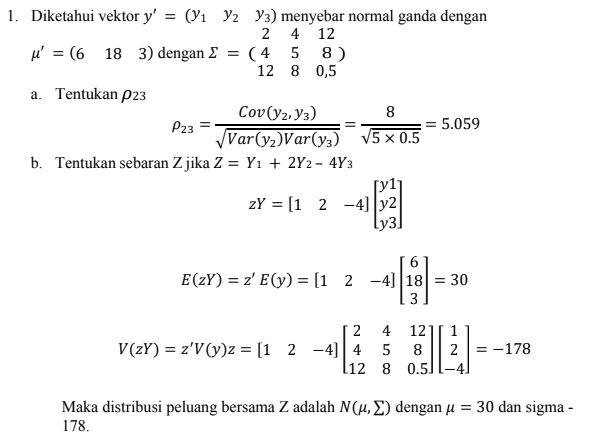 1. Diketahui vektor y′ = (y₁ y₂ y₃) menyebar normal ganda dengan
μ′ = (6 18 3) dengan Σ = (
2 4 12
4 5 8
12 8 0,5
)
a. Tentukan ρ23
ρ₂₃ = Cov(y₂, y₃) / √Var(y₂)Var(y₃) = 8 / √5 × 0.5 = 5.059
b. Tentukan sebaran Z jika Z = Y₁ + 2Y₂ – 4Y₃
zY = [1 2 −4] [y1 y2 y3]
E(zY) = z′ E(y) = [1 2 −4] [6 18 3] = 30
V(zY) = z′V(y)z = [1 2 −4] [2 4 12
4 5 8
12 8 0.5] [1 2 −4] = −178
Maka distribusi peluang bersama Z adalah N(μ, Σ) dengan μ = 30 dan sigma -
178.